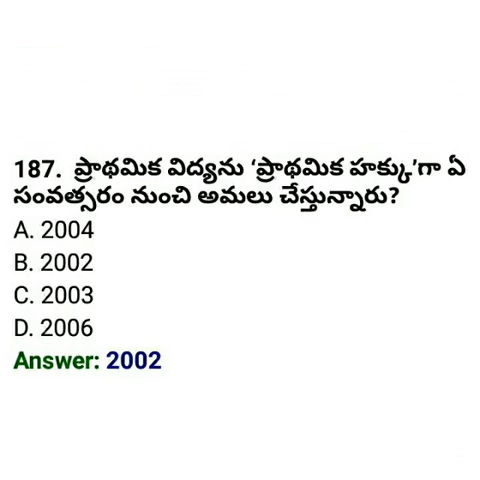 187. ప్రాథమిక విద్యను ‘ప్రాథమిక హక్కు’గా ఏ
సంవత్సరం నుంచి అమలు చేస్తున్నారు?
A. 2004
B. 2002
C. 2003
D. 2006
Answer: 2002